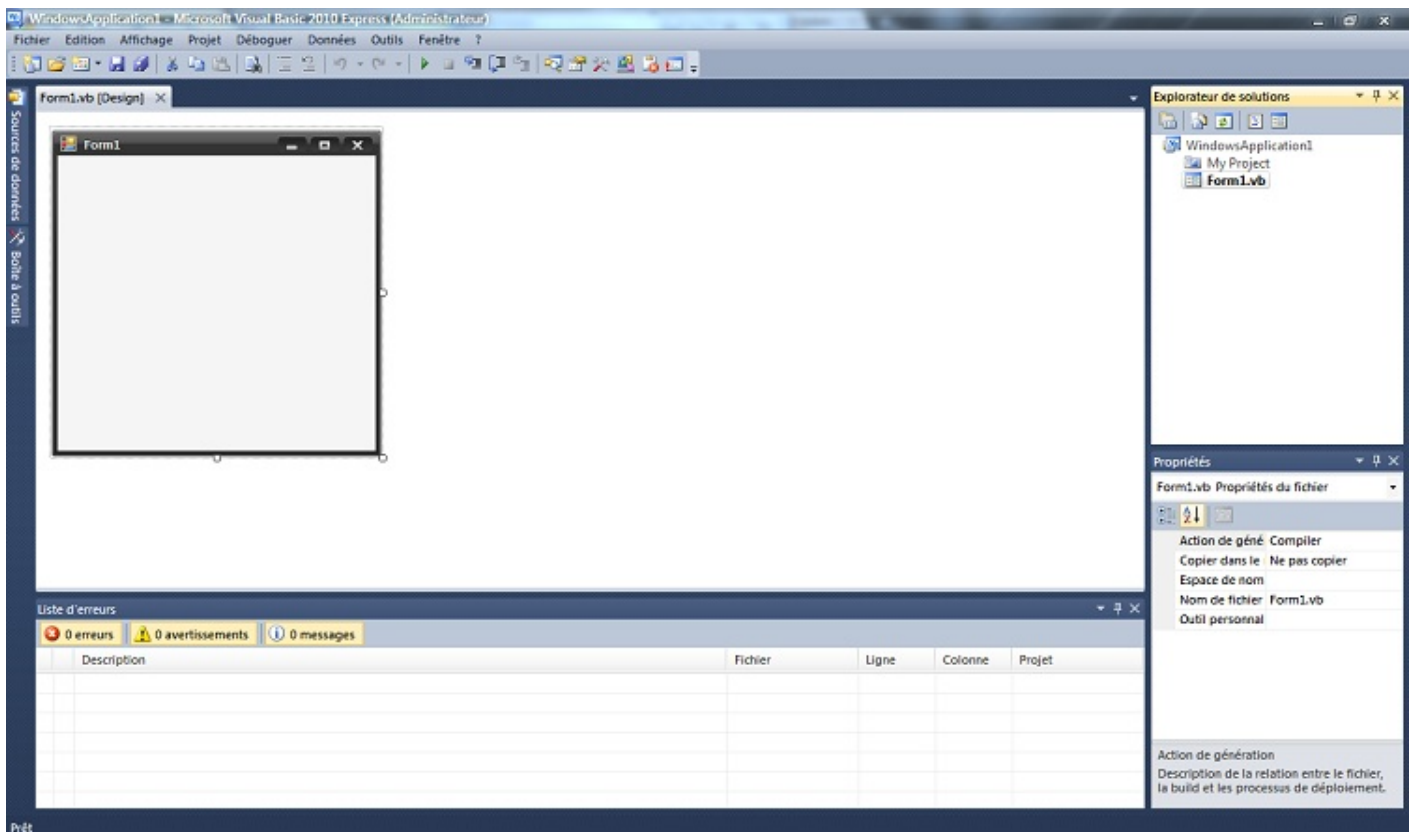 WindowsApplication1 - Microsoft Visual Basic 2010 Express (Administrateur)
Fichier Edition Affichage Projet Déboguer Données Outils Fenêtre ?
Form1.vb [Design]
Sources de données
Boîte à outils
Form1
Explorateur de solutions
WindowsApplication1
My Project
Form1.vb
Propriétés
Form1.vb Propriétés du fichier
Action de géné Compiler
Copier dans le Ne pas copier
Espace de nom
Nom de fichier Form1.vb
Outil personnal
Action de génération
Description de la relation entre le fichier,
la build et les processus de déploiement.
Liste d'erreurs
0 erreurs 0 avertissements 0 messages
Description Fichier Ligne Colonne Projet
Prêt